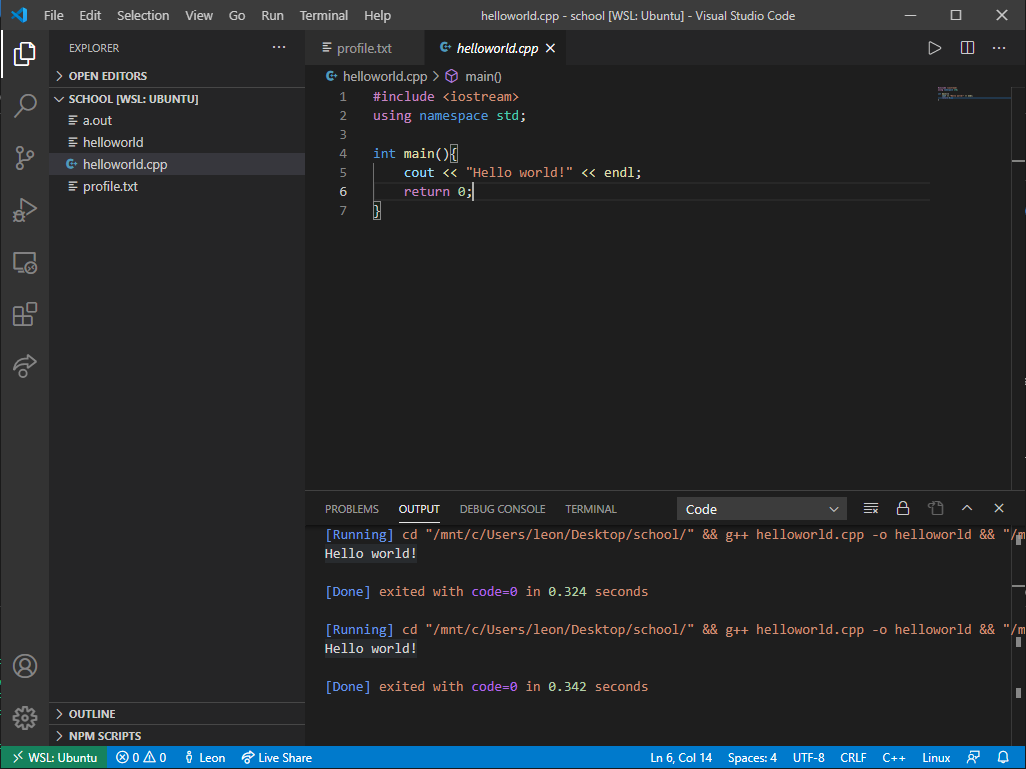 File Edit Selection View Go Run Terminal Help helloworld.cpp - school [WSL: Ubuntu] - Visual Studio Code
EXPLORER
OPEN EDITORS
SCHOOL [WSL: UBUNTU]
a.out
helloworld
helloworld.cpp
profile.txt
OUTLINE
NPM SCRIPTS
profile.txt helloworld.cpp
helloworld.cpp > main()
1 #include <iostream>
2 using namespace std;
3
4 int main(){
5 cout << "Hello world!" << endl;
6 return 0;
7 }
PROBLEMS OUTPUT DEBUG CONSOLE TERMINAL Code
[Running] cd "/mnt/c/Users/leon/Desktop/school/" && g++ helloworld.cpp -o helloworld && "/m
Hello world!
[Done] exited with code=0 in 0.324 seconds
[Running] cd "/mnt/c/Users/leon/Desktop/school/" && g++ helloworld.cpp -o helloworld && "/m
Hello world!
[Done] exited with code=0 in 0.342 seconds
WSL: Ubuntu 0 0 Leon Live Share Ln 6, Col 14 Spaces: 4 UTF-8 CRLF C++ Linux